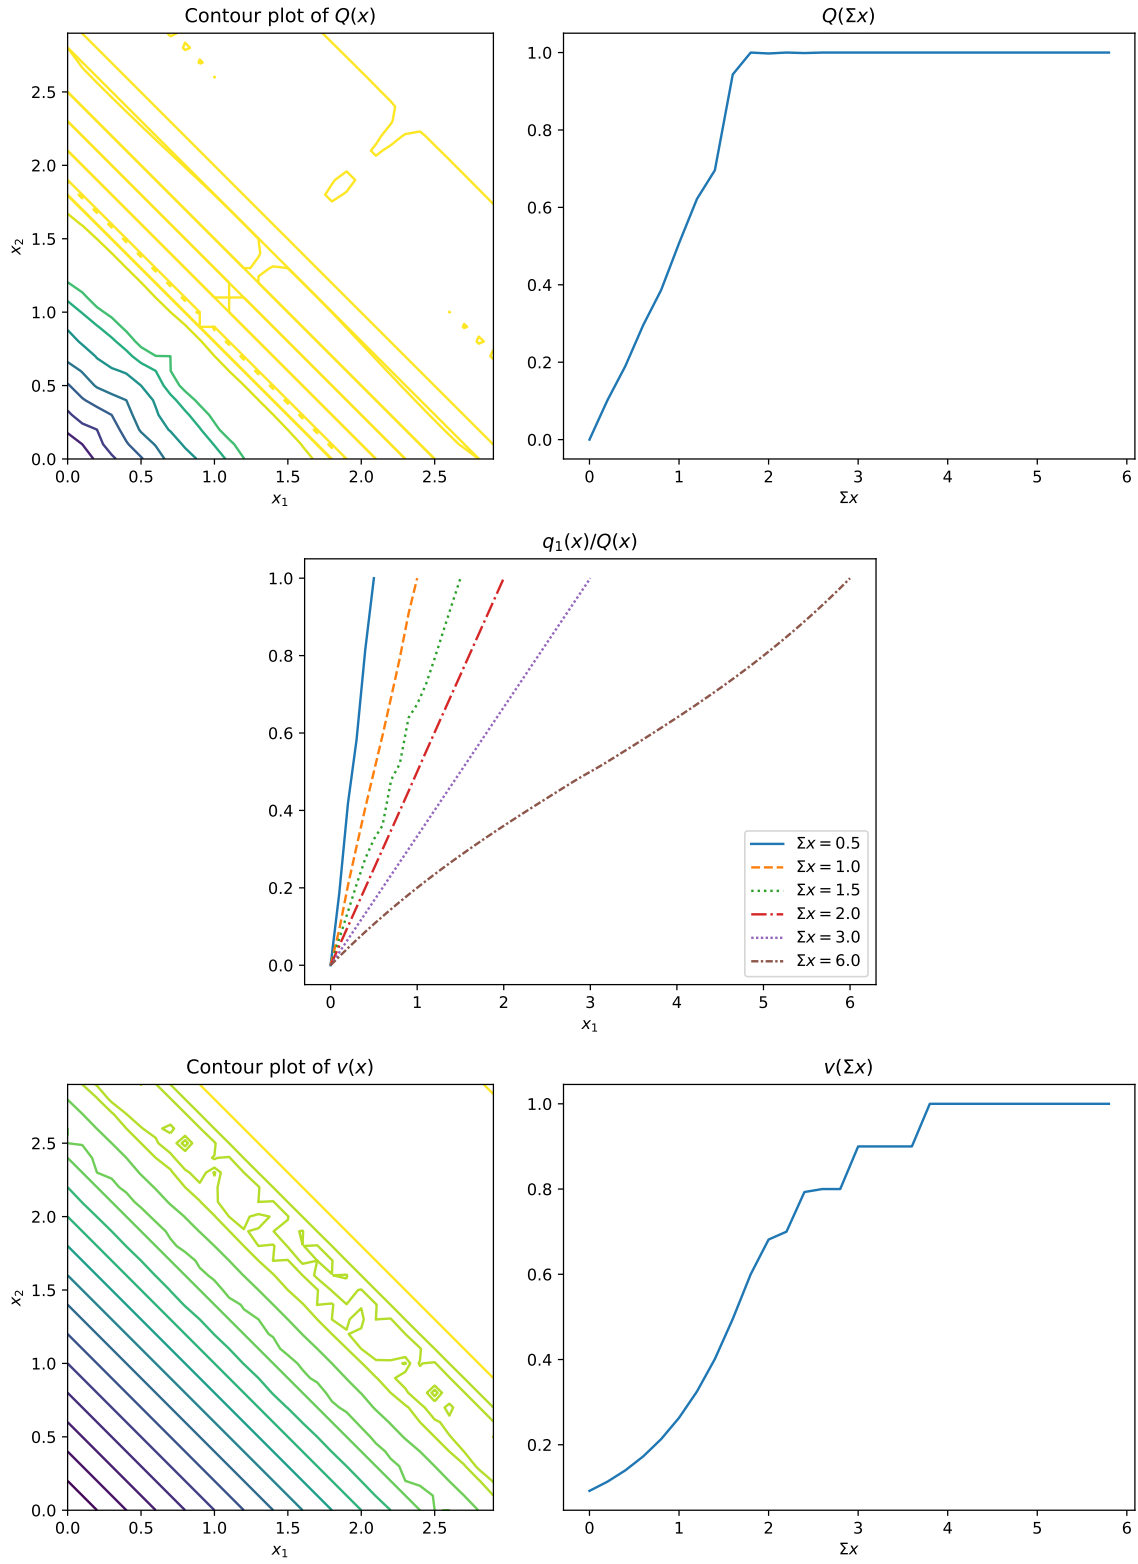 Contour plot of Q(x)
2.5
2.0
1.5
1.0
0.5
0.0
x₂
0.0 0.5 1.0 1.5 2.0 2.5
x₁
Q(Σx)
1.0
0.8
0.6
0.4
0.2
0.0
0 1 2 3 4 5 6
Σx
q₁(x)/Q(x)
1.0
0.8
0.6
0.4
0.2
0.0
Σx = 0.5
Σx = 1.0
Σx = 1.5
Σx = 2.0
Σx = 3.0
Σx = 6.0
0 1 2 3 4 5 6
x₁
Contour plot of v(x)
2.5
2.0
1.5
1.0
0.5
0.0
x₂
0.0 0.5 1.0 1.5 2.0 2.5
x₁
v(Σx)
1.0
0.8
0.6
0.4
0.2
0 1 2 3 4 5 6
Σx